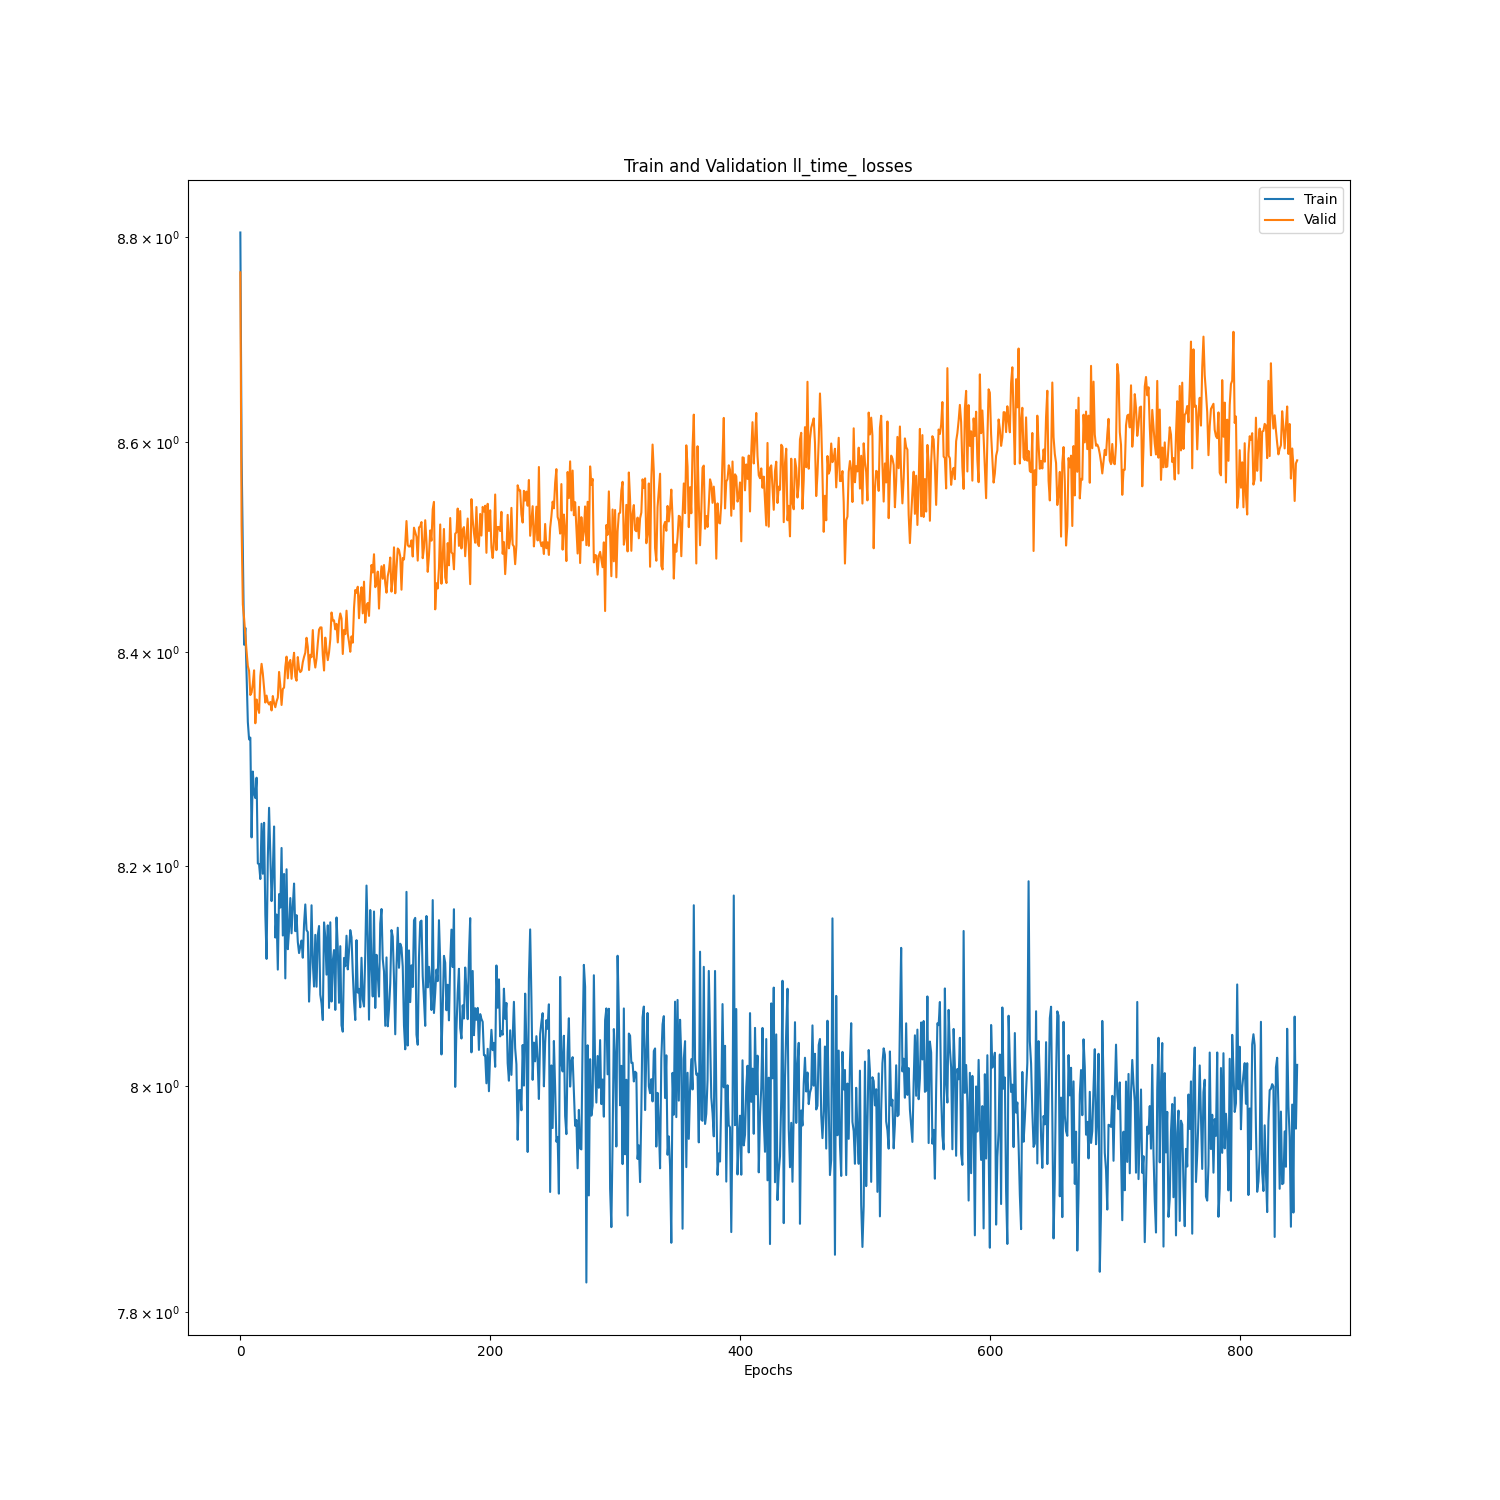 Train and Validation ll_time_ losses
Train
Valid
8.8 × 10⁰
8.6 × 10⁰
8.4 × 10⁰
8.2 × 10⁰
8 × 10⁰
7.8 × 10⁰
0 200 400 600 800
Epochs